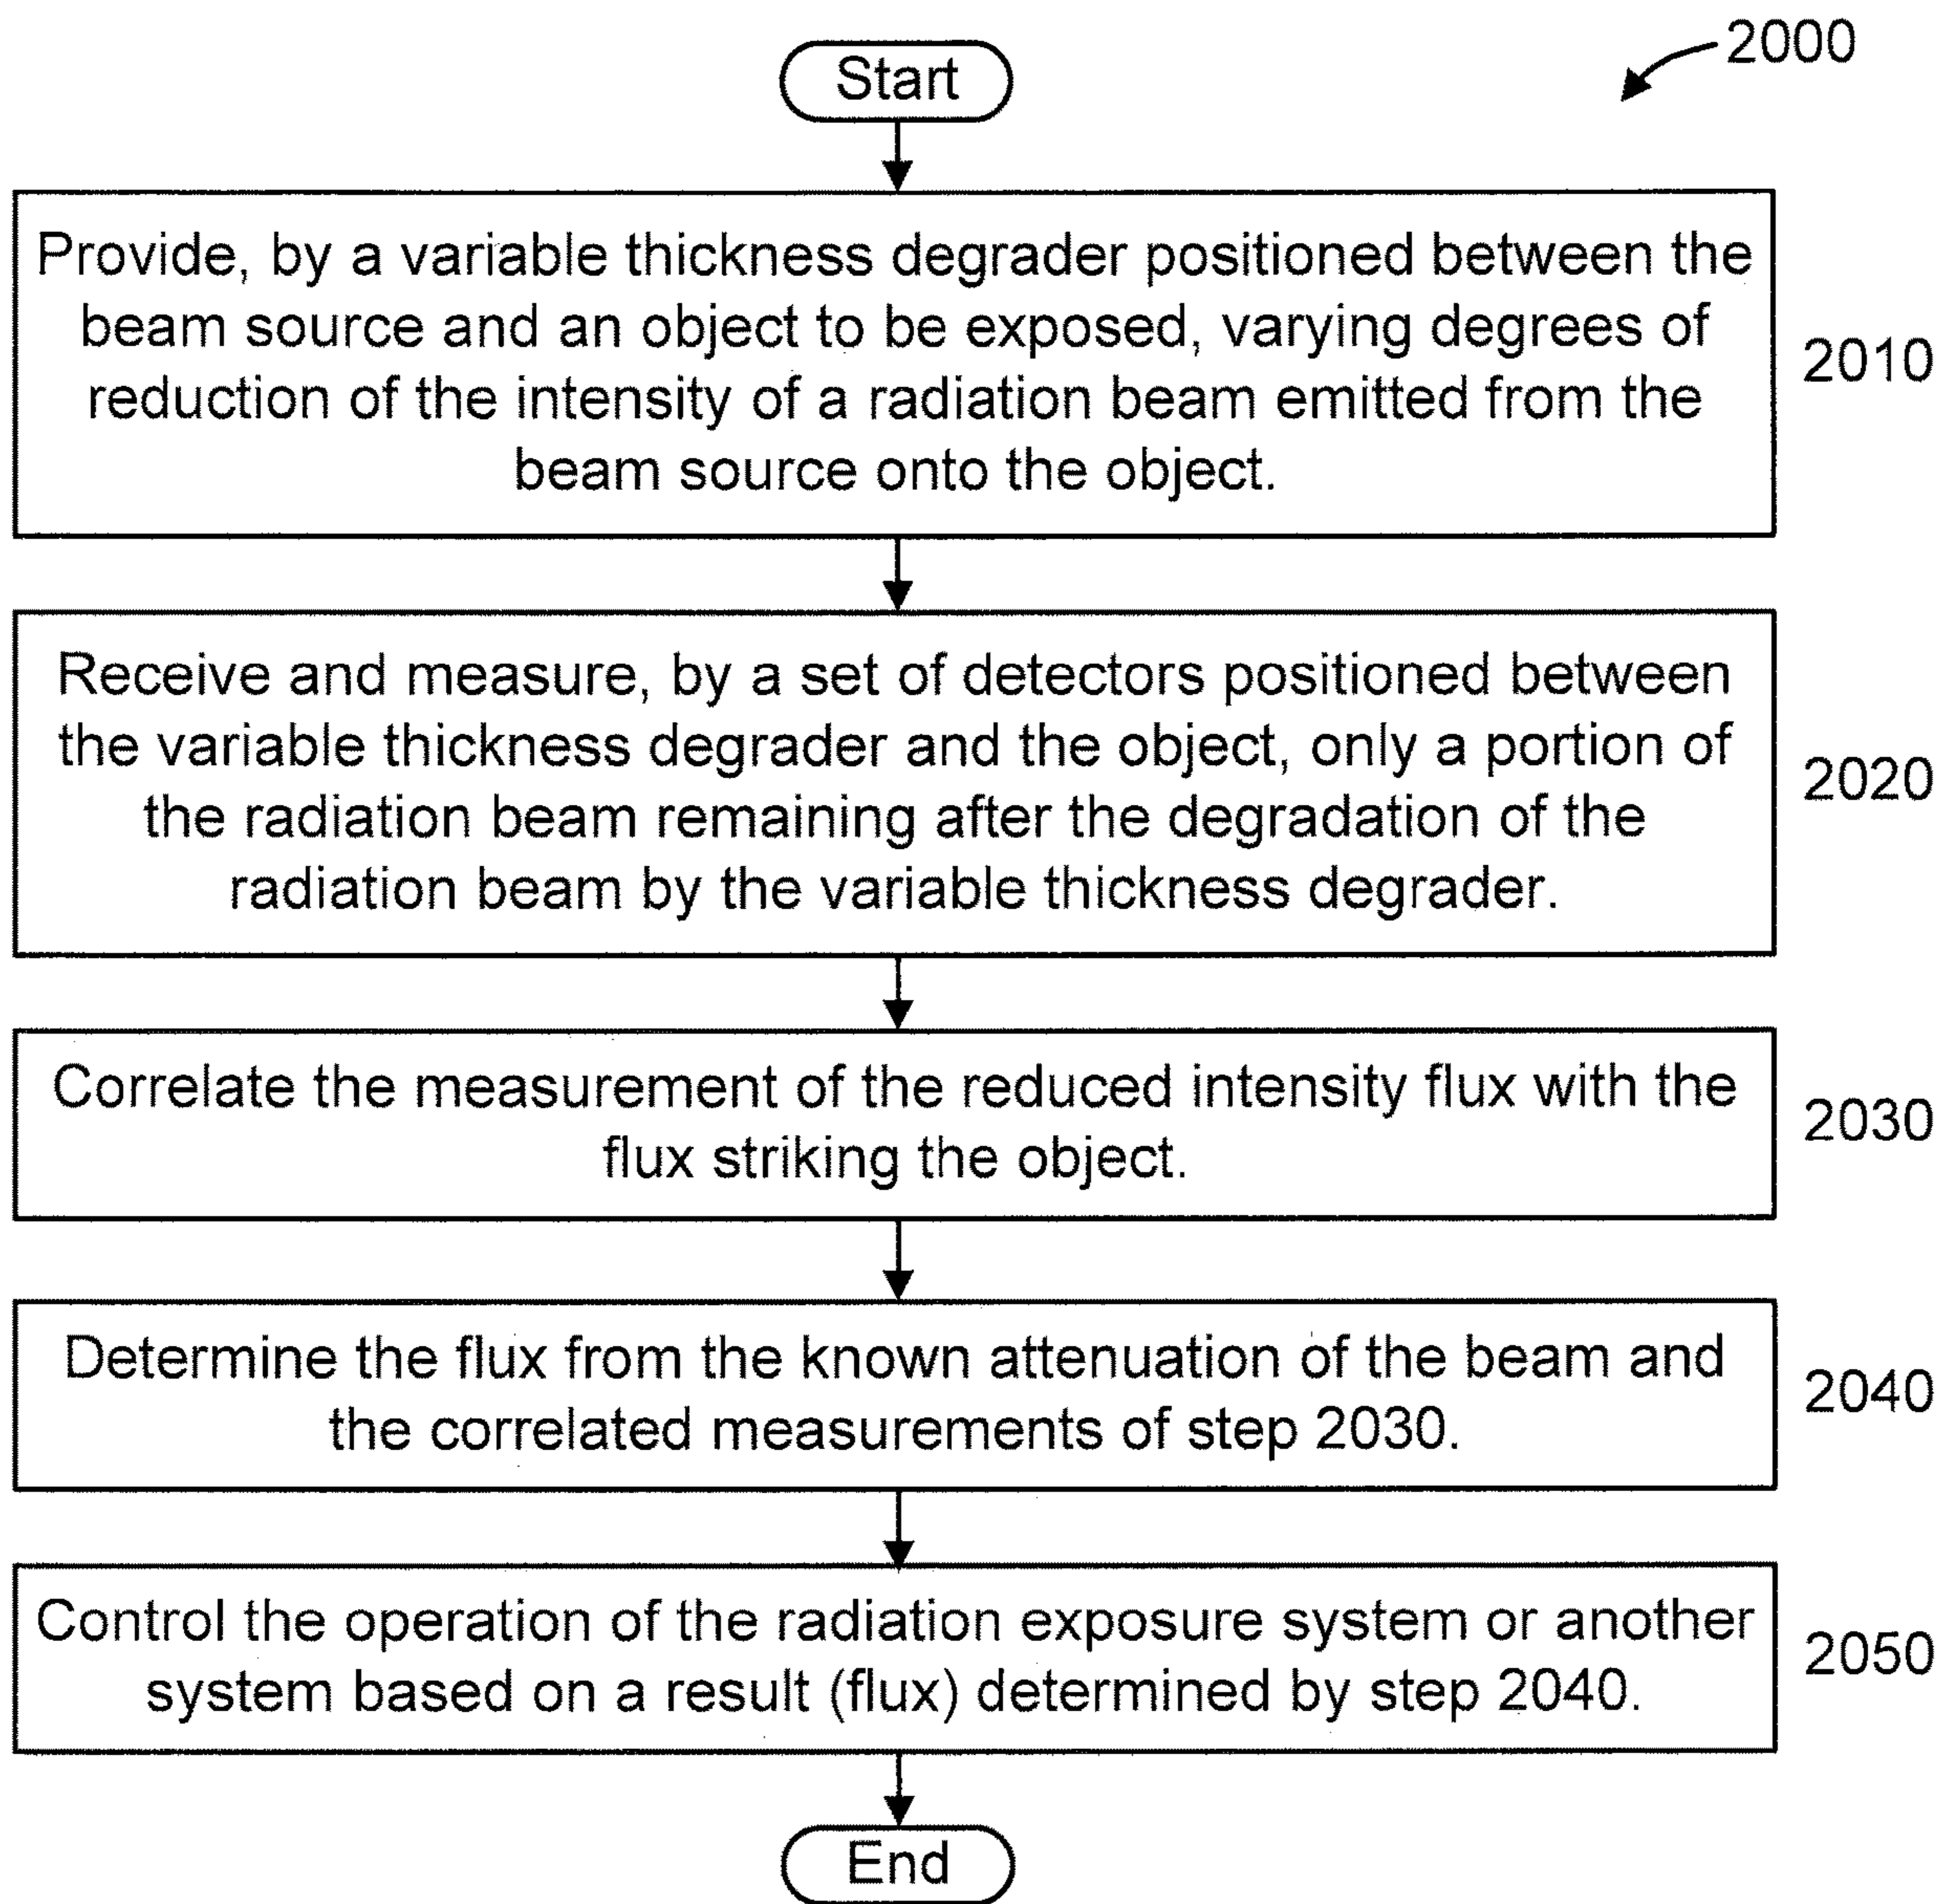 2000
Start
Provide, by a variable thickness degrader positioned between the
beam source and an object to be exposed, varying degrees of
reduction of the intensity of a radiation beam emitted from the
beam source onto the object.
2010
Receive and measure, by a set of detectors positioned between
the variable thickness degrader and the object, only a portion of
the radiation beam remaining after the degradation of the
radiation beam by the variable thickness degrader.
2020
Correlate the measurement of the reduced intensity flux with the
flux striking the object.
2030
Determine the flux from the known attenuation of the beam and
the correlated measurements of step 2030.
2040
Control the operation of the radiation exposure system or another
system based on a result (flux) determined by step 2040.
2050
End